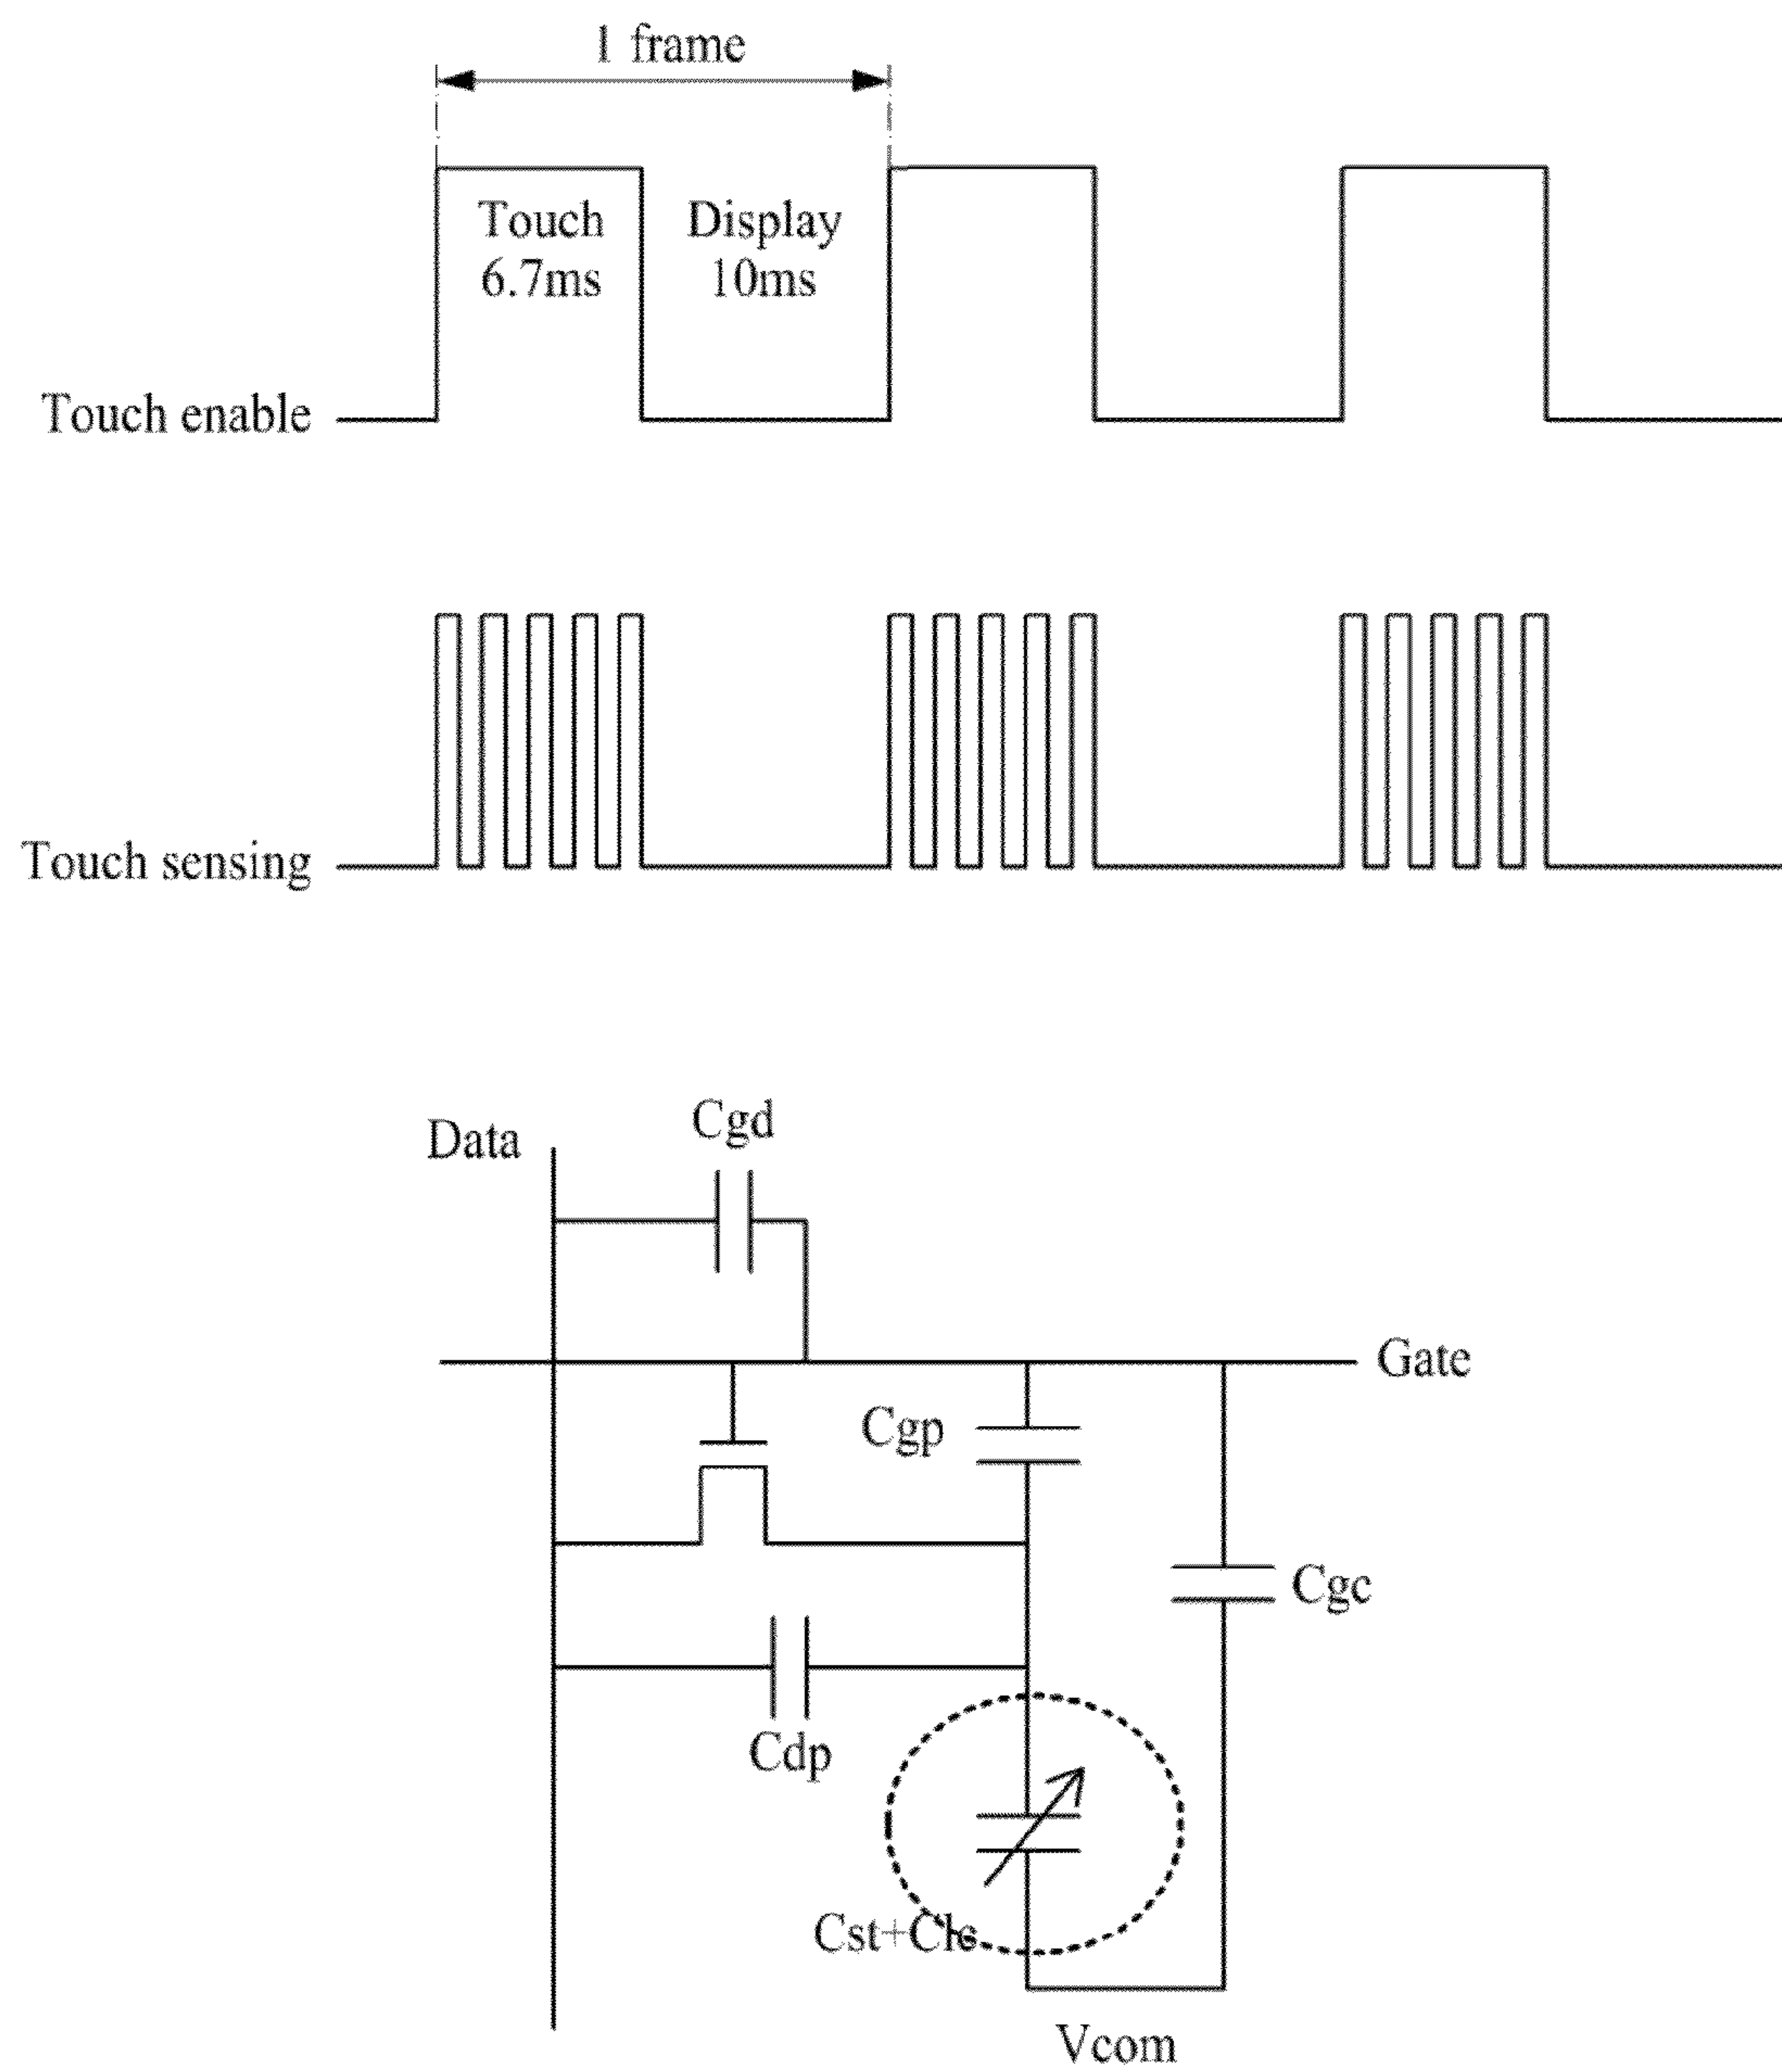 1 frame
Touch
6.7ms
Display
10ms
Touch enable
Touch sensing
Data
Cgd
Gate
Cgp
Cgc
Cdp
Cst+Clc
Vcom